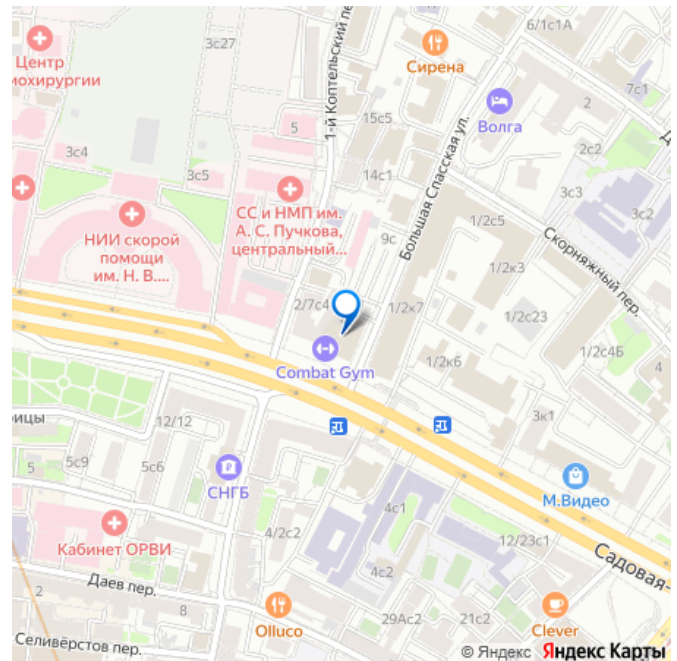 6/1с1А
Центр
иохирургии
3с27
1-й Коптельский пер.
Сирена
7с1
Волга
2
15с5
5
2с2
3с4
3с5
14с1
3с3
3с2
СС и НМП им.
А. С. Пучкова,
центральный...
Большая Спасская ул.
НИИ скорой
помощи
им. Н. В....
9с
1/2с5
Скорняжный пер.
1/2к3
2/7с4
1/2к7
1/2с23
1/2к6
1/2с4Б
4
Combat Gym
ицы
12/12
3к1
5
5с9
5с6
СНГБ
М.Видео
4с1
Кабинет ОРВИ
4/2с2
12/23с1
Садовая-
4с2
Даев пер.
2
8
29Ас2
21с2
Olluco
Clever
Селивёрстов пер.
© Яндекс Яндекс Карты